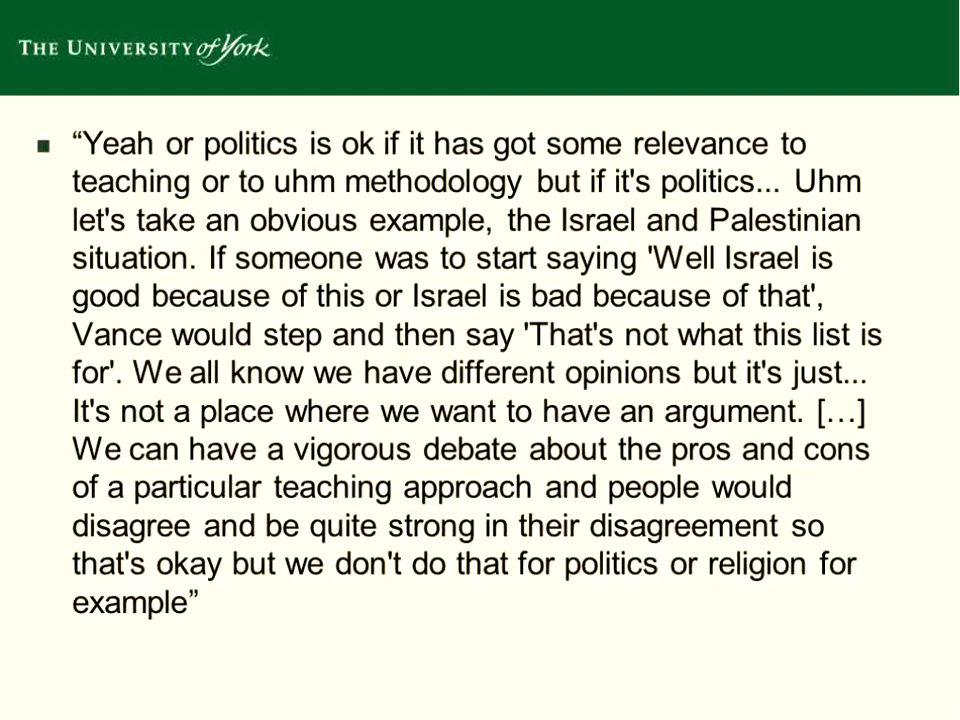 THE UNIVERSITY of York
“Yeah or politics is ok if it has got some relevance to
teaching or to uhm methodology but if it's politics... Uhm
let's take an obvious example, the Israel and Palestinian
situation. If someone was to start saying 'Well Israel is
good because of this or Israel is bad because of that',
Vance would step and then say 'That's not what this list is
for'. We all know we have different opinions but it's just...
It's not a place where we want to have an argument. […]
We can have a vigorous debate about the pros and cons
of a particular teaching approach and people would
disagree and be quite strong in their disagreement so
that's okay but we don't do that for politics or religion for
example”